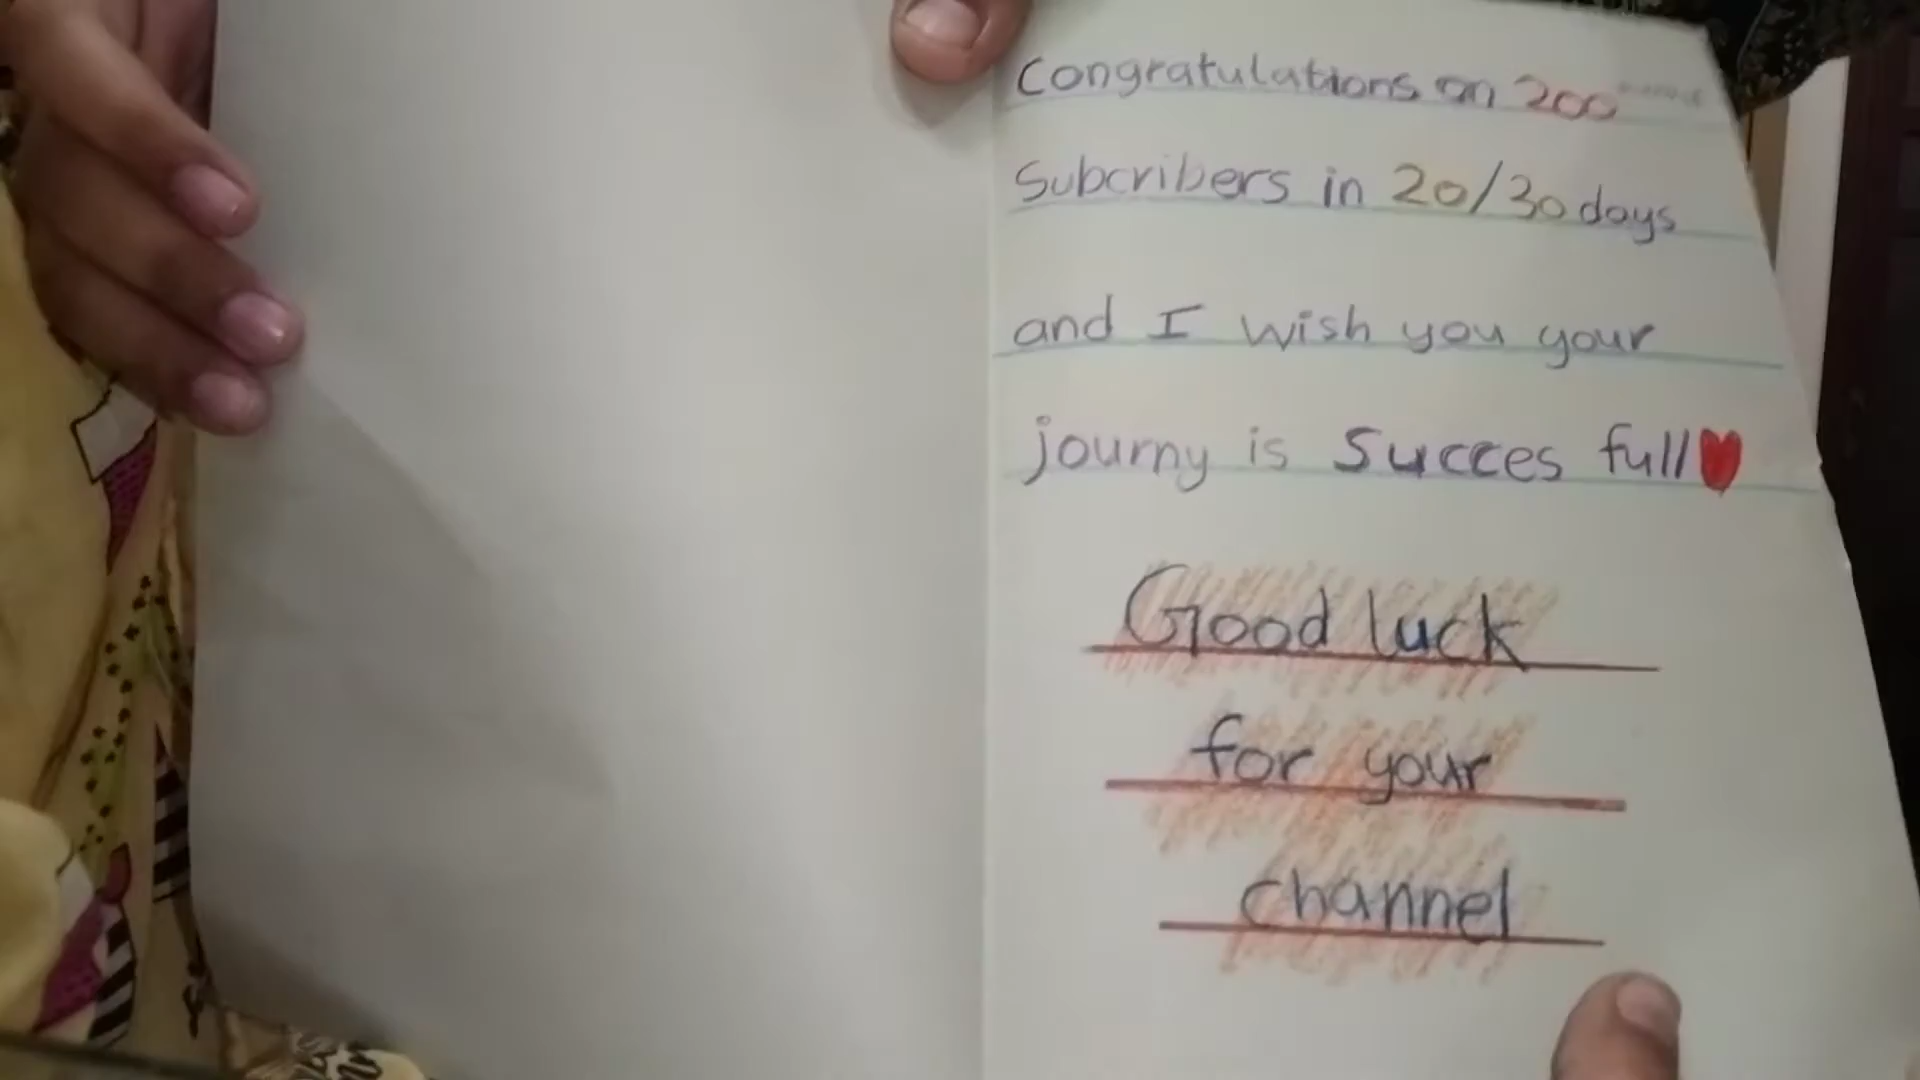 Congratulations on 200
Subcribers in 20/30 days
and I wish you your
journy is Succes full
Good luck
for your
channel